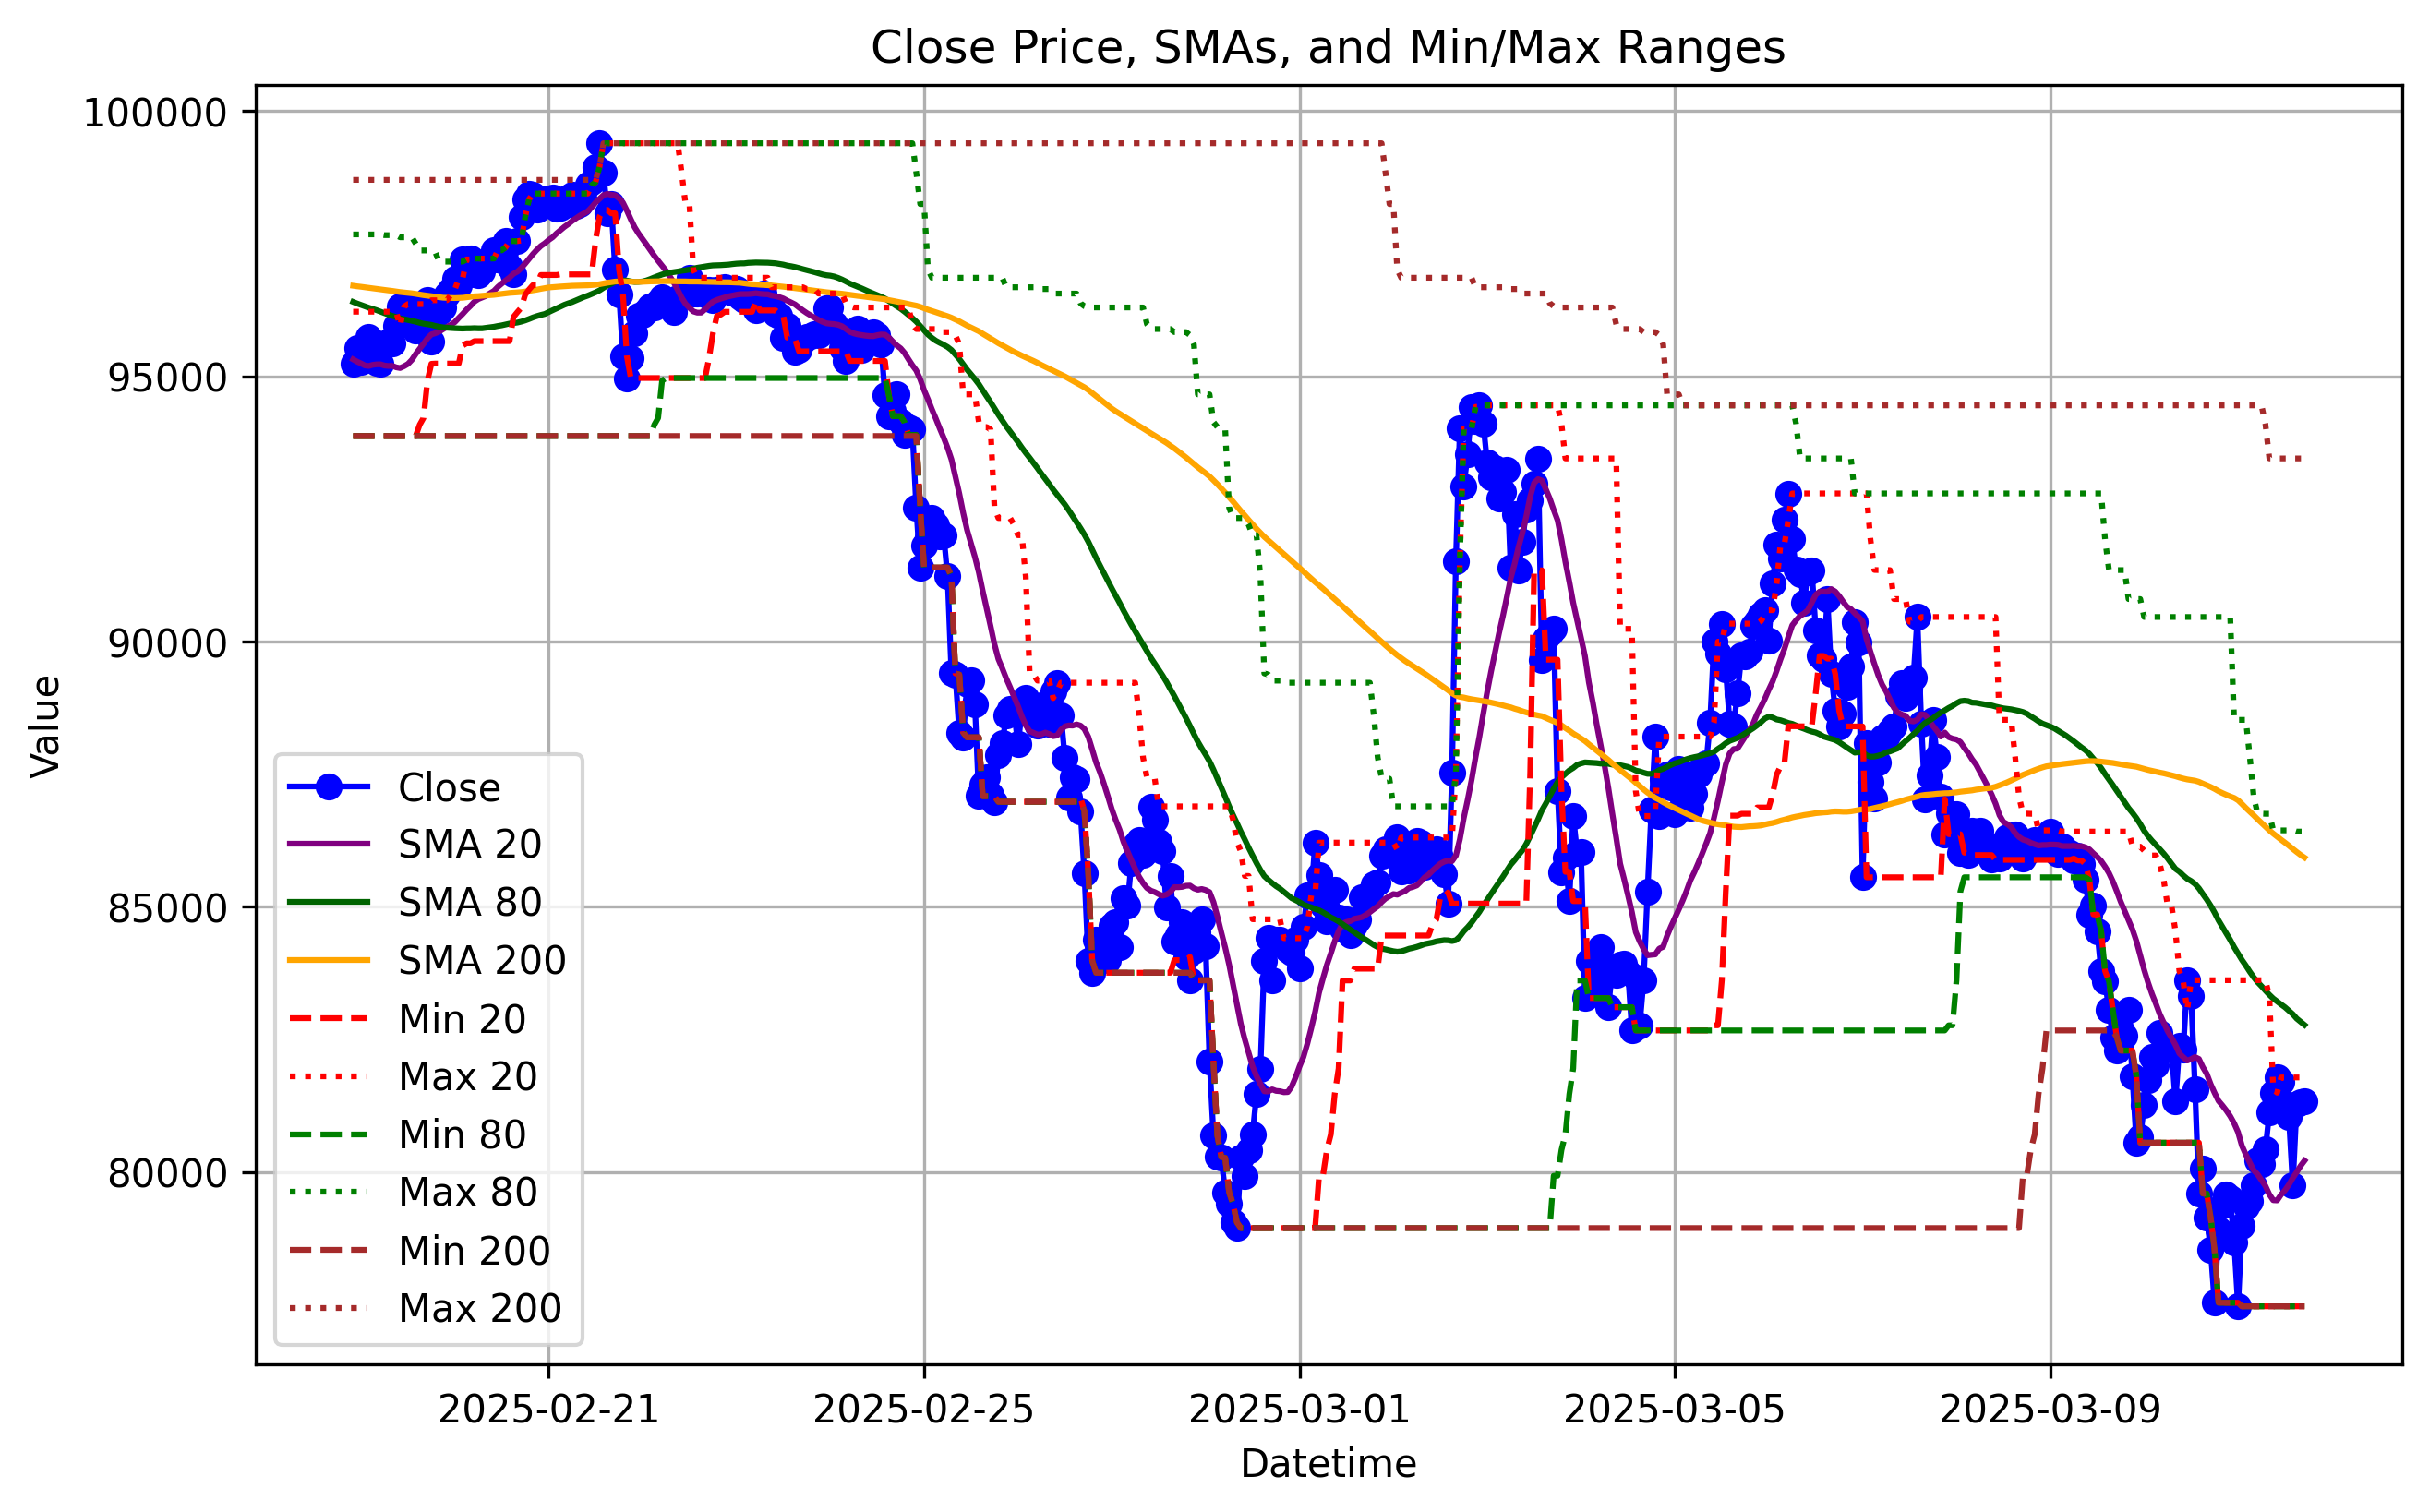 Close Price, SMAs, and Min/Max Ranges
100000
95000
90000
85000
80000
Value
Close
SMA 20
SMA 80
SMA 200
Min 20
Max 20
Min 80
Max 80
Min 200
Max 200
2025-02-21
2025-02-25
2025-03-01
2025-03-05
2025-03-09
Datetime